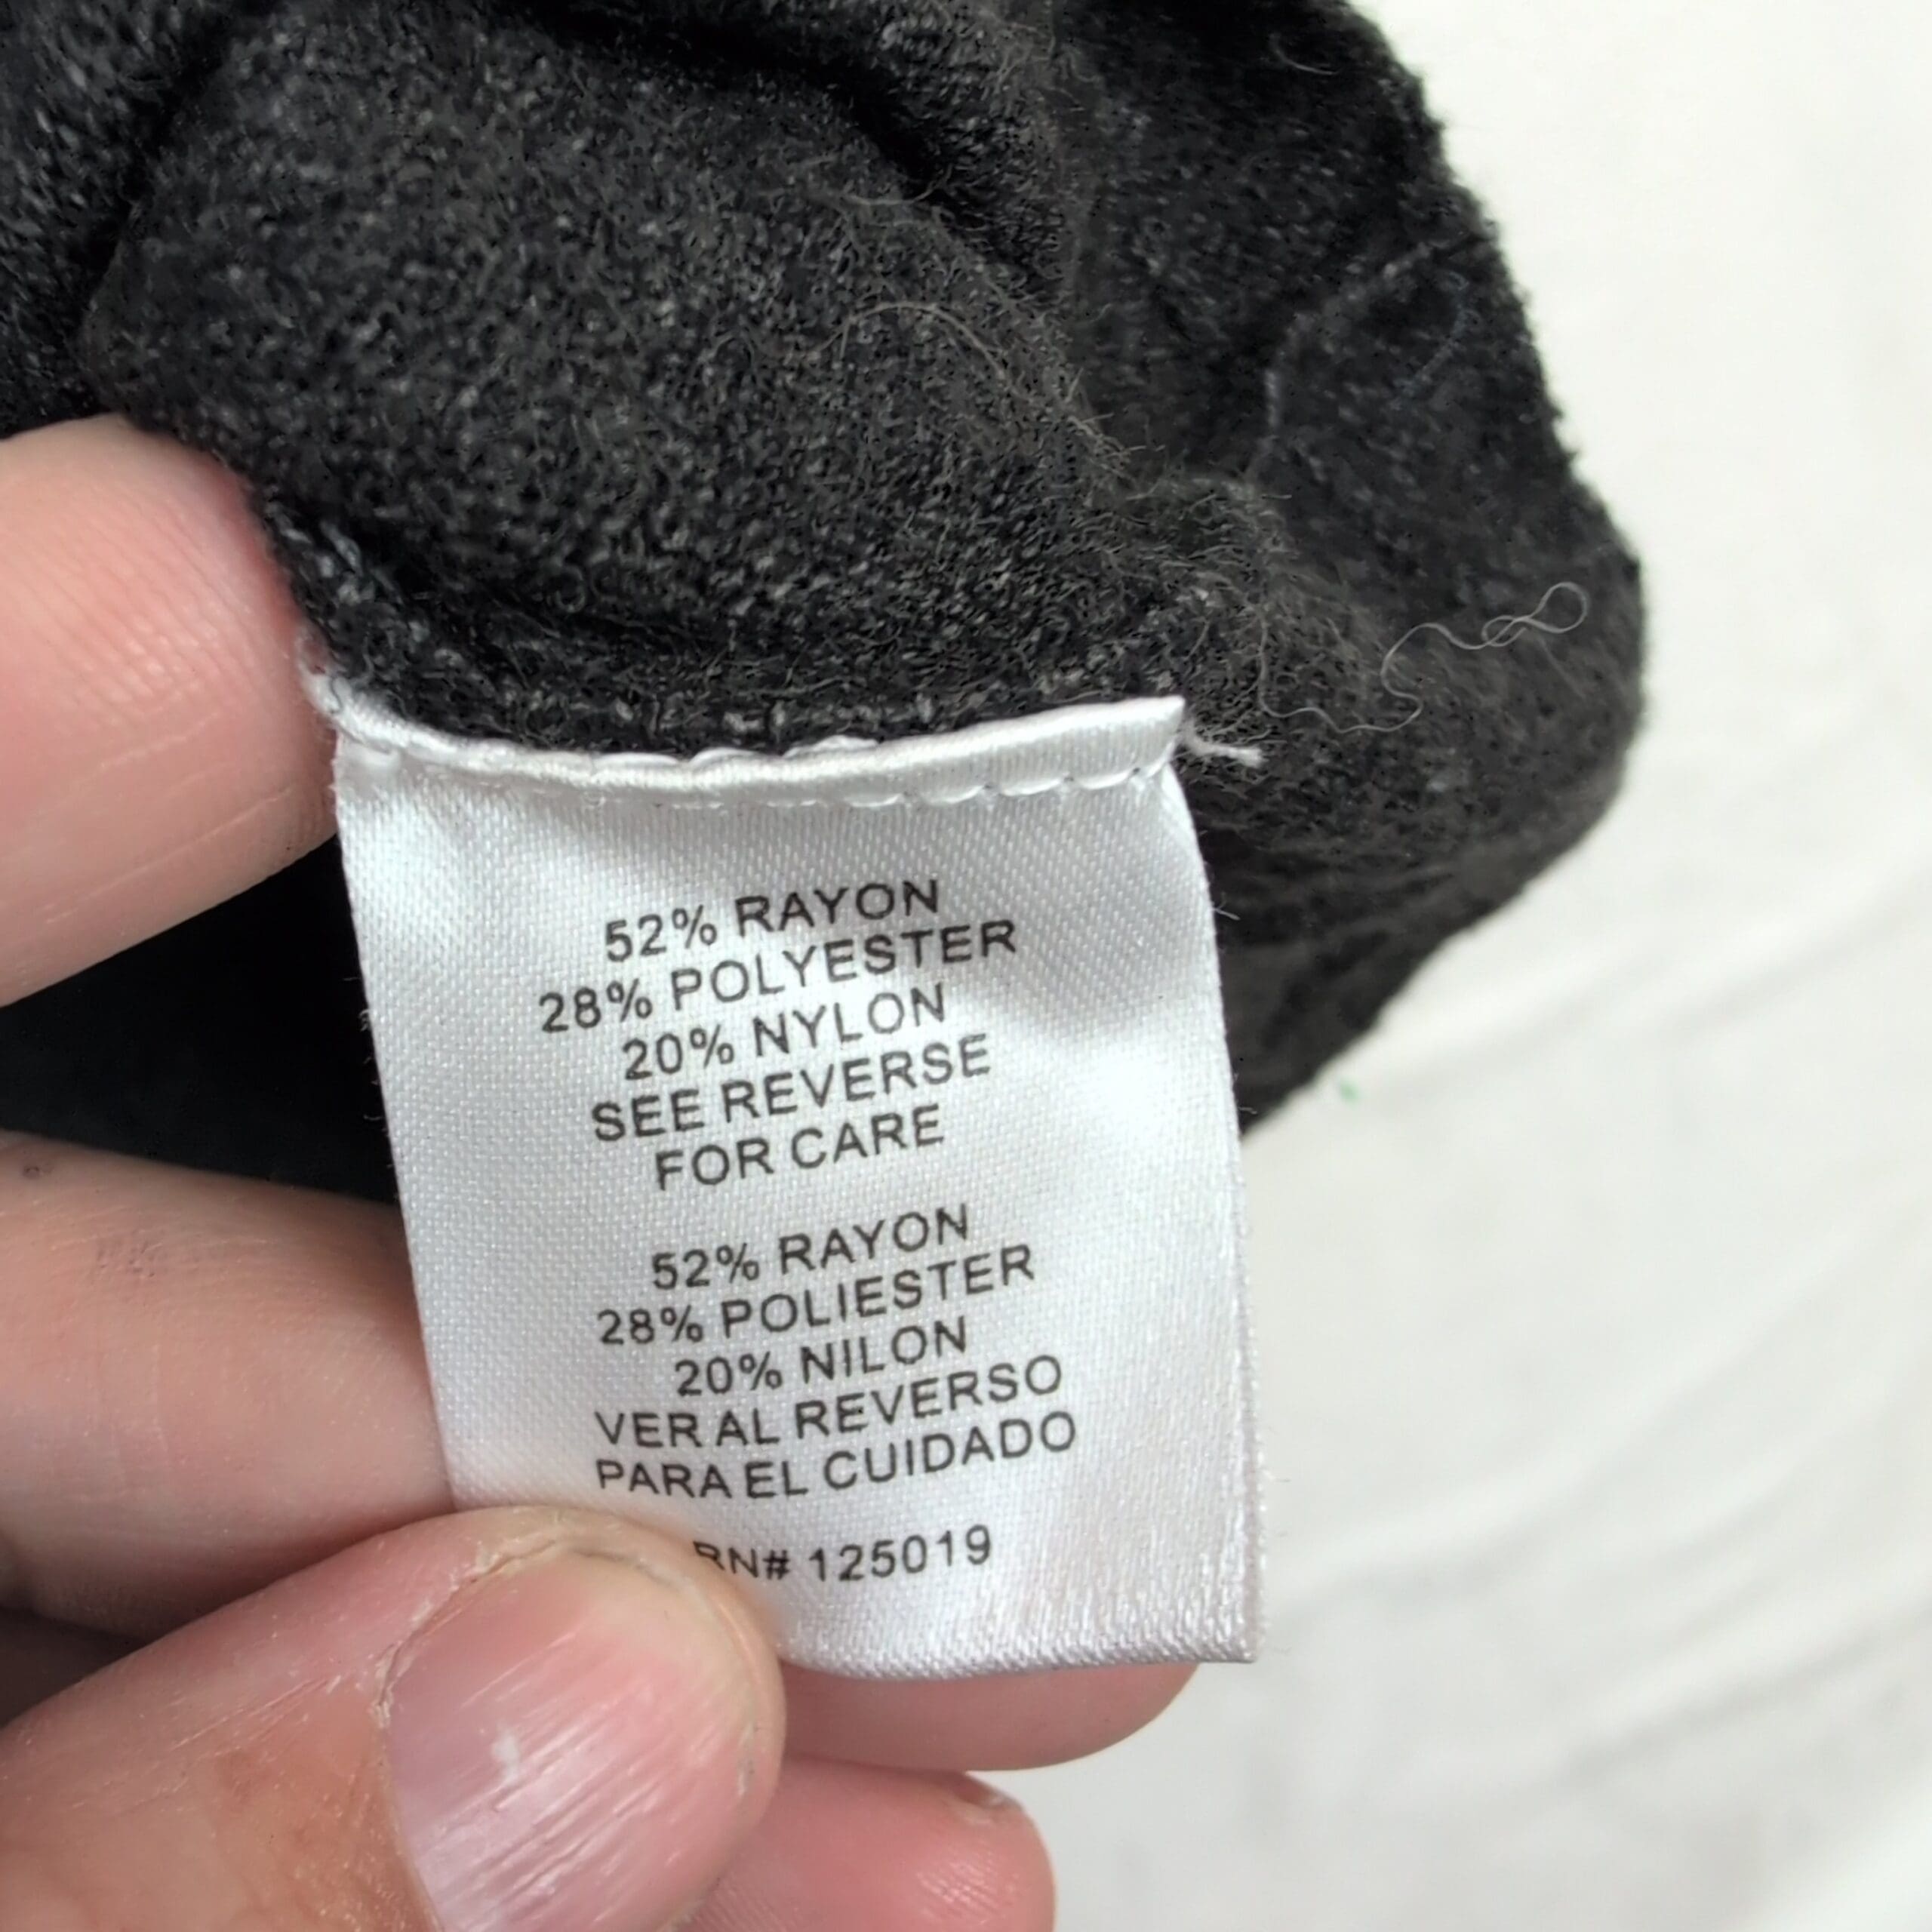 52% RAYON
28% POLYESTER
20% NYLON
SEE REVERSE
FOR CARE
52% RAYON
28% POLIESTER
20% NILON
VER AL REVERSO
PARA EL CUIDADO
RN# 125019